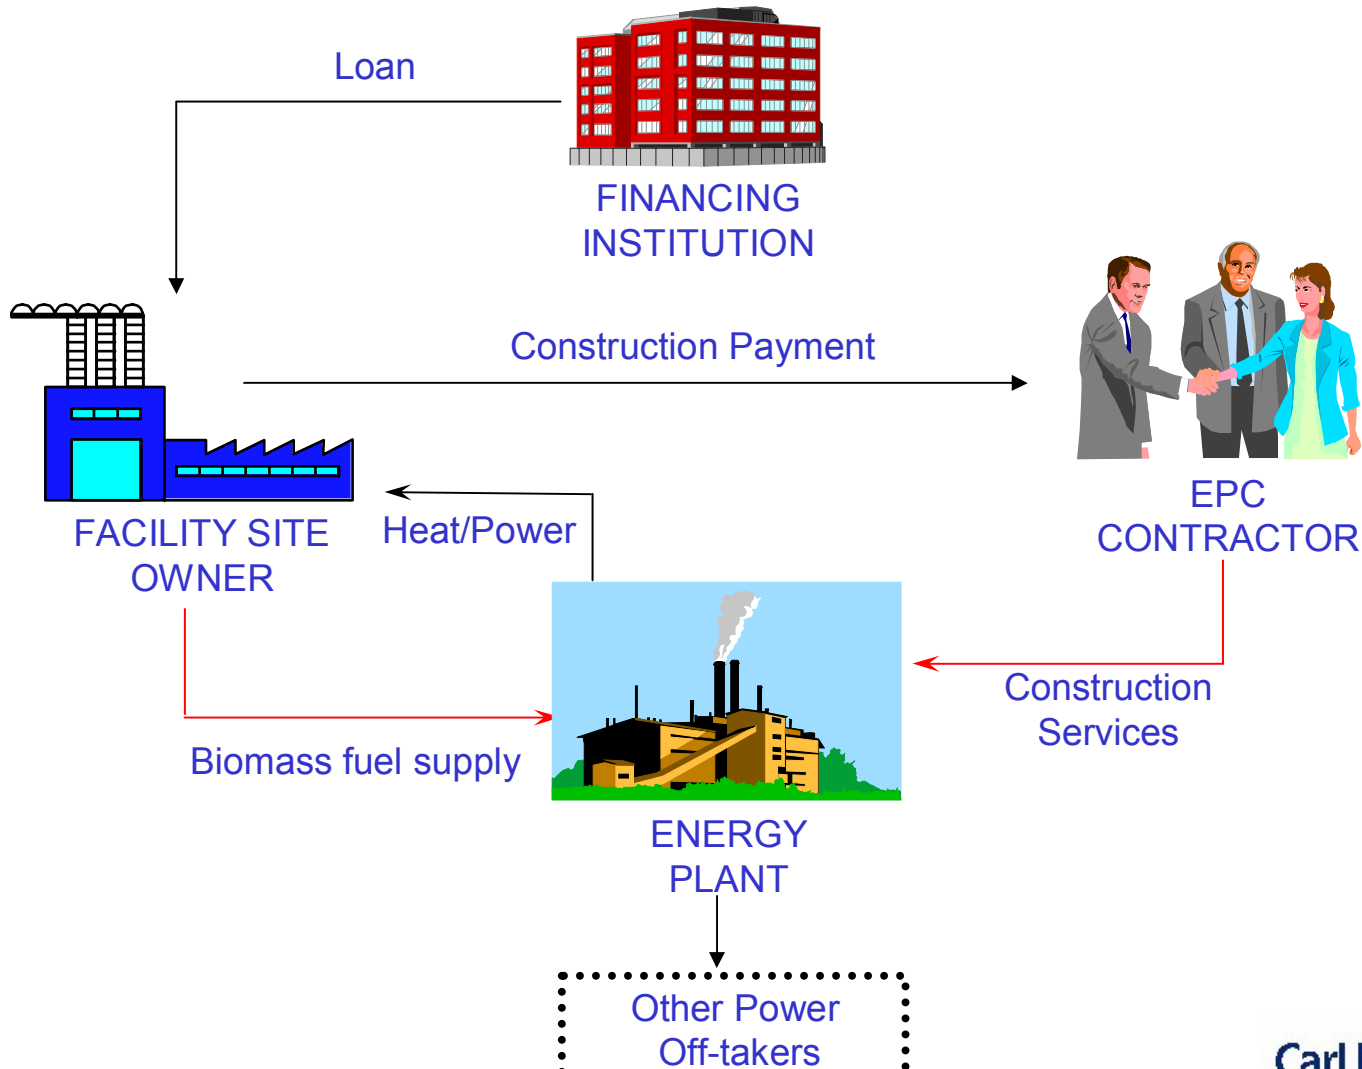 Loan
FINANCING
INSTITUTION
Construction Payment
EPC
CONTRACTOR
FACILITY SITE
OWNER
Heat/Power
Construction
Services
Biomass fuel supply
ENERGY
PLANT
Other Power
Off-takers
Carl